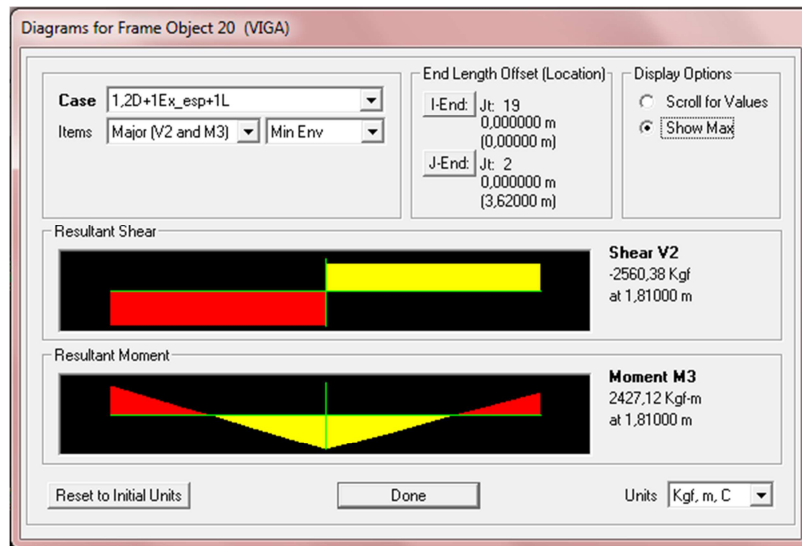 Diagrams for Frame Object 20 (VIGA)
Case 1,2D+1Ex_esp+1L
Items Major (V2 and M3) Min Env
End Length Offset (Location)
I-End: Jt: 19
0,000000 m
(0,00000 m)
J-End: Jt: 2
0,000000 m
(3,62000 m)
Display Options
Scroll for Values
Show Max
Resultant Shear
Shear V2
-2560,38 Kgf
at 1,81000 m
Resultant Moment
Moment M3
2427,12 Kgf-m
at 1,81000 m
Reset to Initial Units
Done
Units Kgf, m, C